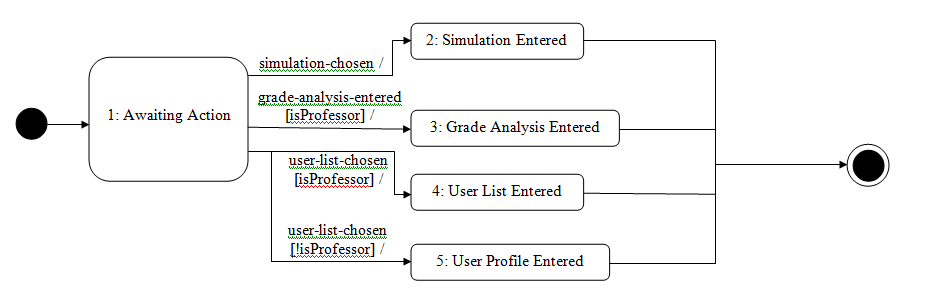 2: Simulation Entered
simulation-chosen /
grade-analysis-entered
[isProfessor] /
1: Awaiting Action
3: Grade Analysis Entered
user-list-chosen
[isProfessor] /
4: User List Entered
user-list-chosen
[!isProfessor] /
5: User Profile Entered